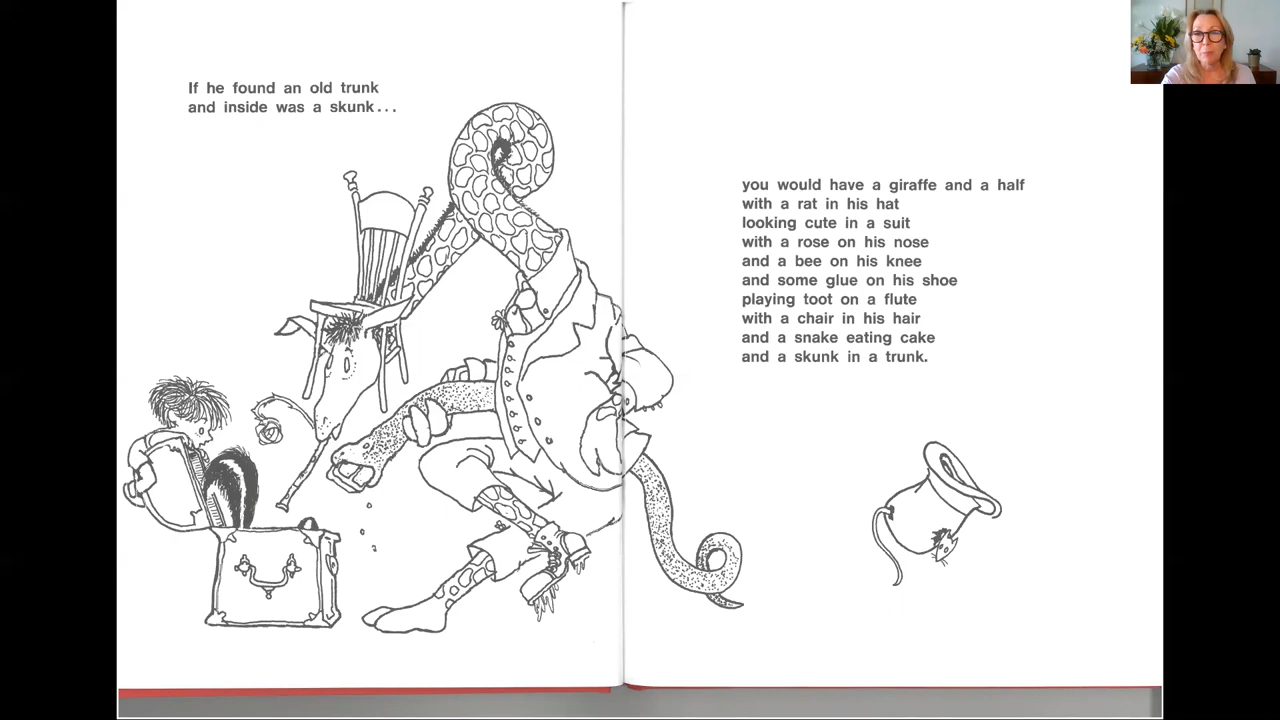 If he found an old trunk
and inside was a skunk...
you would have a giraffe and a half
with a rat in his hat
looking cute in a suit
with a rose on his nose
and a bee on his knee
and some glue on his shoe
playing toot on a flute
with a chair in his hair
and a snake eating cake
and a skunk in a trunk.